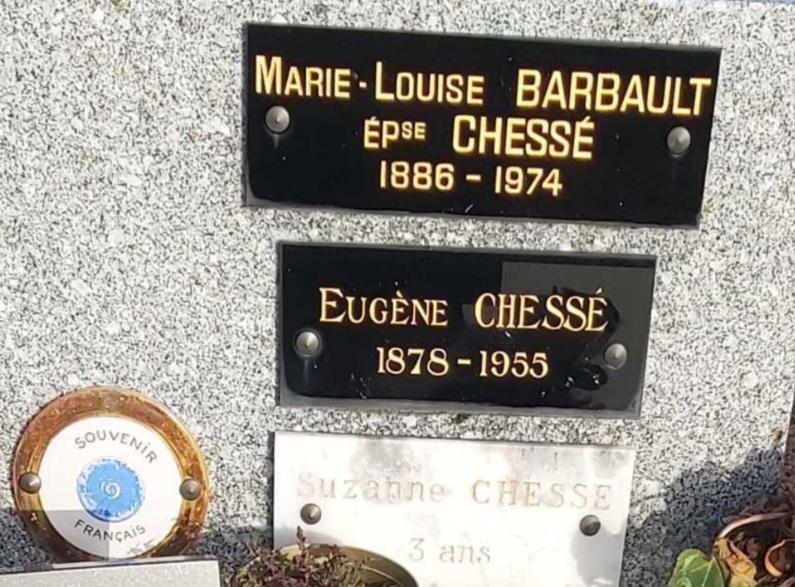 MARIE-LOUISE BARBAULT
ÉPSE CHESSÉ
1886 - 1974
EUGÈNE CHESSÉ
1878-1955
SOUVENIR
FRANÇAIS
Suzanne CHESSE
3 ans